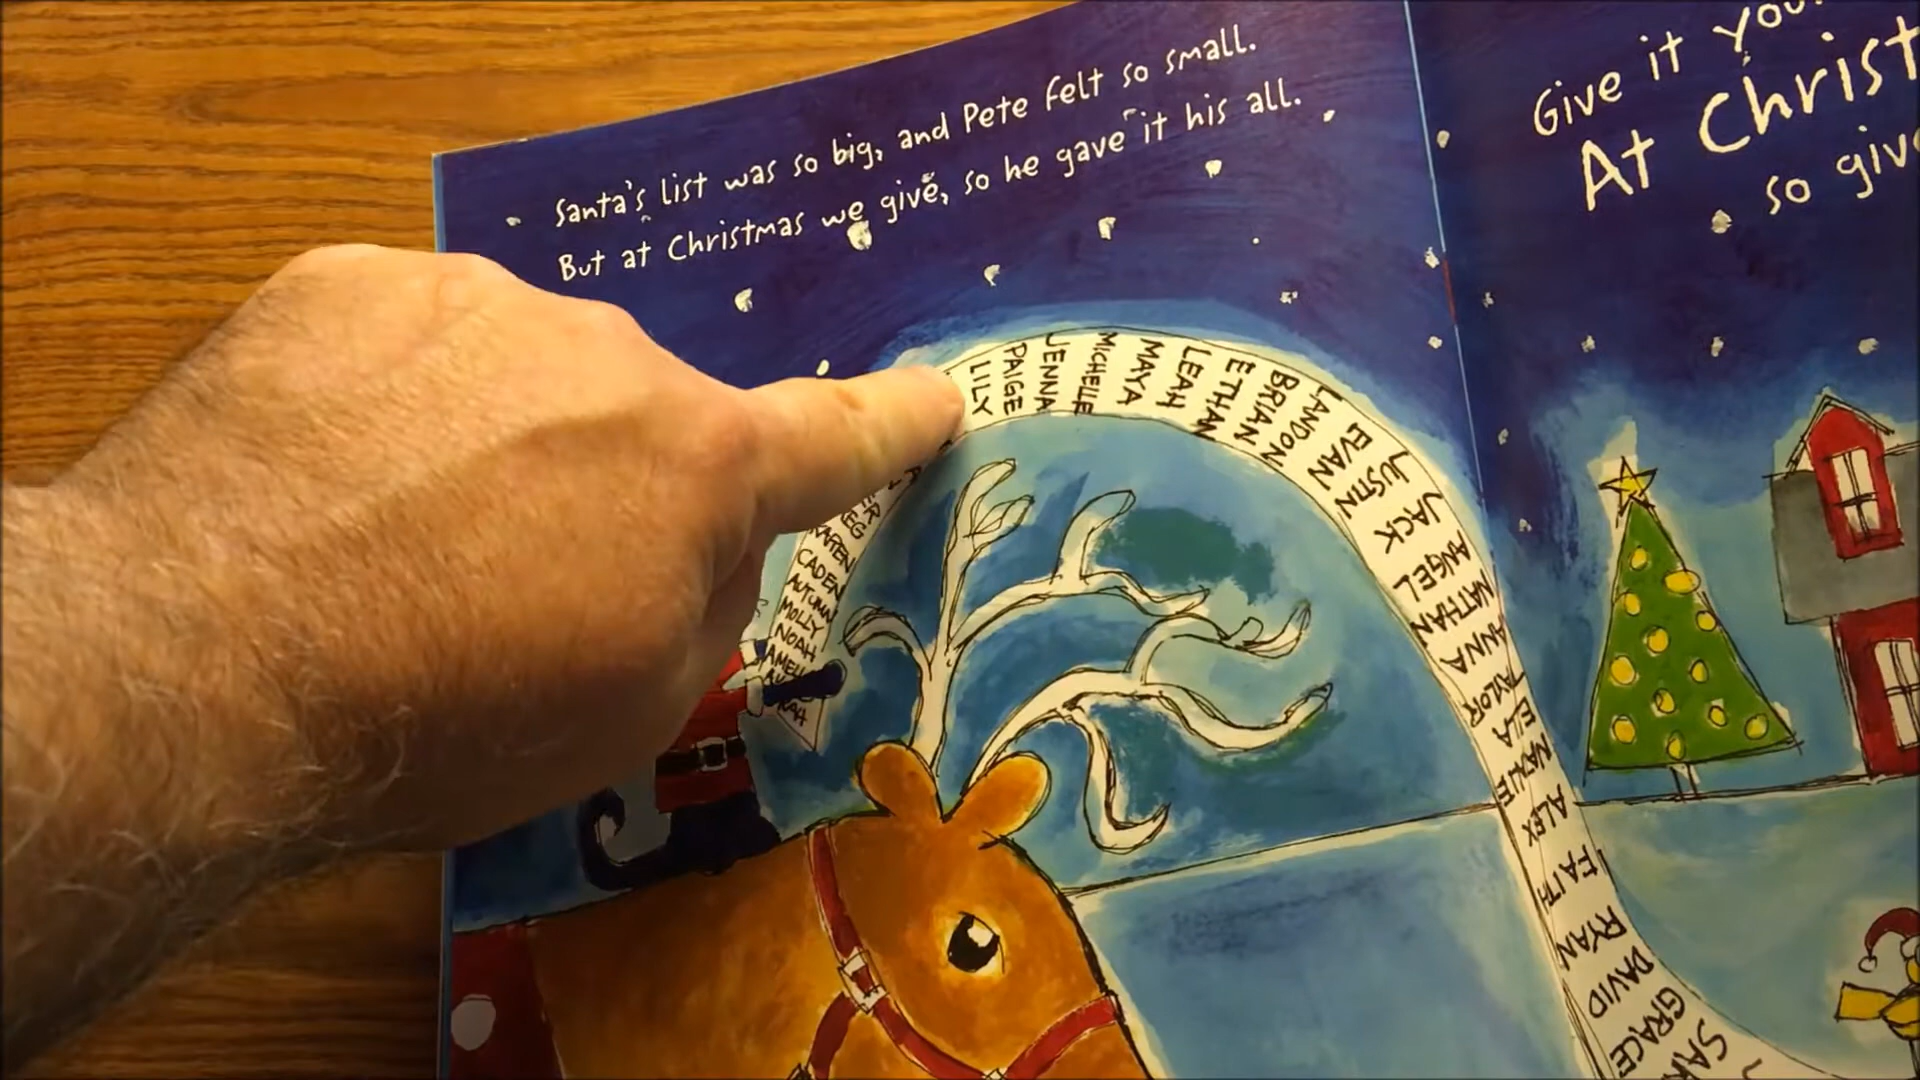 Santa's list was so big, and Pete felt so small.
But at Christmas we give, so he gave it his all.
Give it
At Christ
so giv
LILY
PAIGE
JENNA
MICHELLE
MAYA
LEAH
ETHAN
BRIAN
LANDON
EVAN
JUSTIN
JACK
ANGEL
NATHAN
ANNA
TAYLOR
ELLA
NATALIE
ALEX
FAITH
RYAN
DAVID
GRACE
CADEN
AUTUMN
MOLLY
NOAH